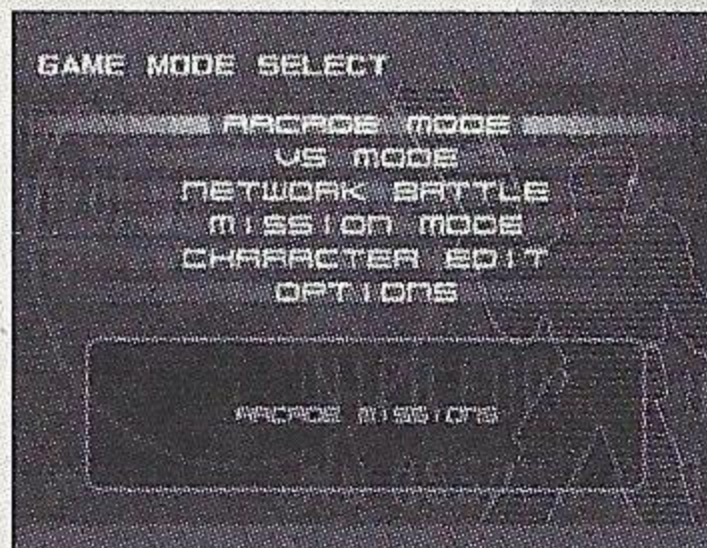 GAME MODE SELECT
ARCADE MODE
VS MODE
NETWORK BATTLE
MISSION MODE
CHARACTER EDIT
OPTIONS
ARCADE MISSIONS